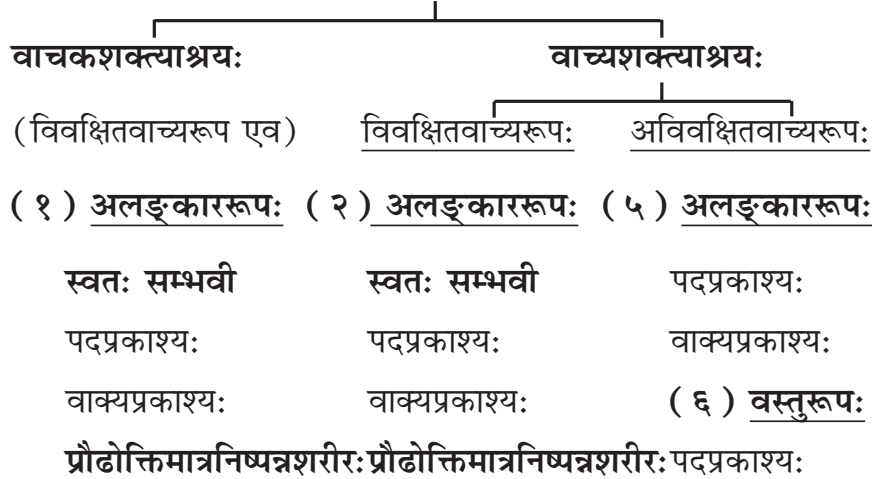 वाचकशक्त्याश्रयः वाच्यशक्त्याश्रयः
(विवक्षितवाच्यरूप एव) विवक्षितवाच्यरूपः अविवक्षितवाच्यरूपः
( १ ) अलङ्काररूपः ( २ ) अलङ्काररूपः ( ५ ) अलङ्काररूपः
स्वतः सम्भवी स्वतः सम्भवी पदप्रकाश्यः
पदप्रकाश्यः पदप्रकाश्यः वाक्यप्रकाश्यः
वाक्यप्रकाश्यः वाक्यप्रकाश्यः ( ६ ) वस्तुरूपः
प्रौढोक्तिमात्रनिष्पन्नशरीरः प्रौढोक्तिमात्रनिष्पन्नशरीरः पदप्रकाश्यः